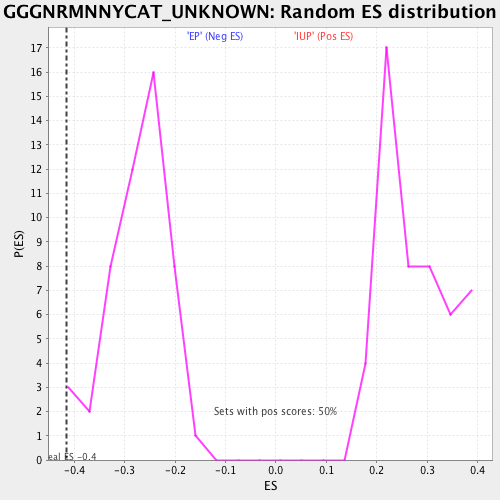 GGGNRMNNYCAT_UNKNOWN: Random ES distribution
'EP' (Neg ES) 'IUP' (Pos ES)
17
16
15
14
13
12
11
10
9
8
7
6
5
4
3
2
1
0
P(ES)
Sets with pos scores: 50%
eal ES -0.4
-0.4 -0.3 -0.2 -0.1 0.0 0.1 0.2 0.3 0.4
ES